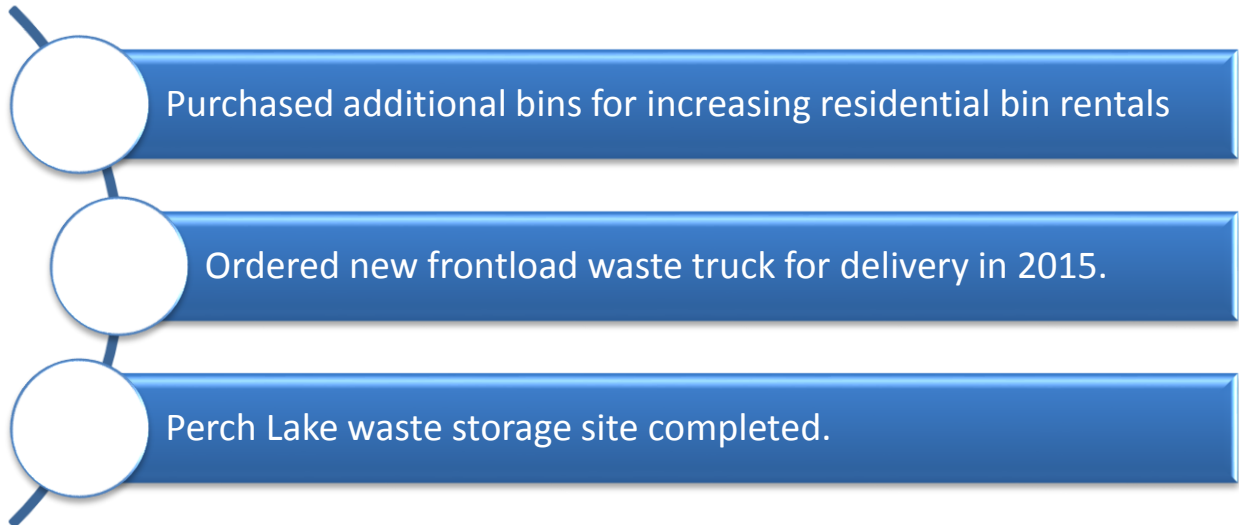 Purchased additional bins for increasing residential bin rentals
Ordered new frontload waste truck for delivery in 2015.
Perch Lake waste storage site completed.